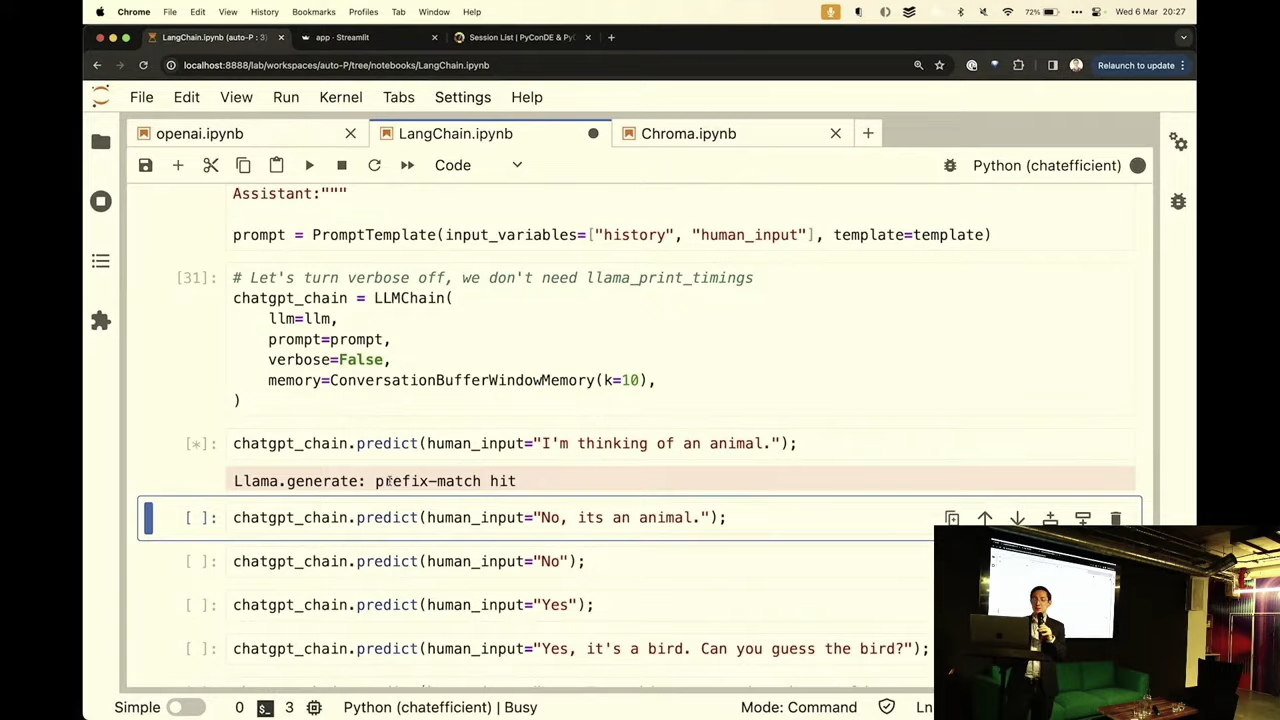 Chrome File Edit View History Bookmarks Profiles Tab Window Help 72% Wed 6 Mar 20:27
LangChain.ipynb (auto-P : 3) app · Streamlit Session List | PyConDE & Py
localhost:8888/lab/workspaces/auto-P/tree/notebooks/LangChain.ipynb Relaunch to update
File Edit View Run Kernel Tabs Settings Help
openai.ipynb LangChain.ipynb Chroma.ipynb
Code Python (chatefficient)
Assistant:"""
prompt = PromptTemplate(input_variables=["history", "human_input"], template=template)
[31]: # Let's turn verbose off, we don't need llama_print_timings
chatgpt_chain = LLMChain(
llm=llm,
prompt=prompt,
verbose=False,
memory=ConversationBufferWindowMemory(k=10),
)
[*]: chatgpt_chain.predict(human_input="I'm thinking of an animal.");
Llama.generate: prefix-match hit
[ ]: chatgpt_chain.predict(human_input="No, its an animal.");
[ ]: chatgpt_chain.predict(human_input="No");
[ ]: chatgpt_chain.predict(human_input="Yes");
[ ]: chatgpt_chain.predict(human_input="Yes, it's a bird. Can you guess the bird?");
Simple 0 3 Python (chatefficient) | Busy Mode: Command Ln